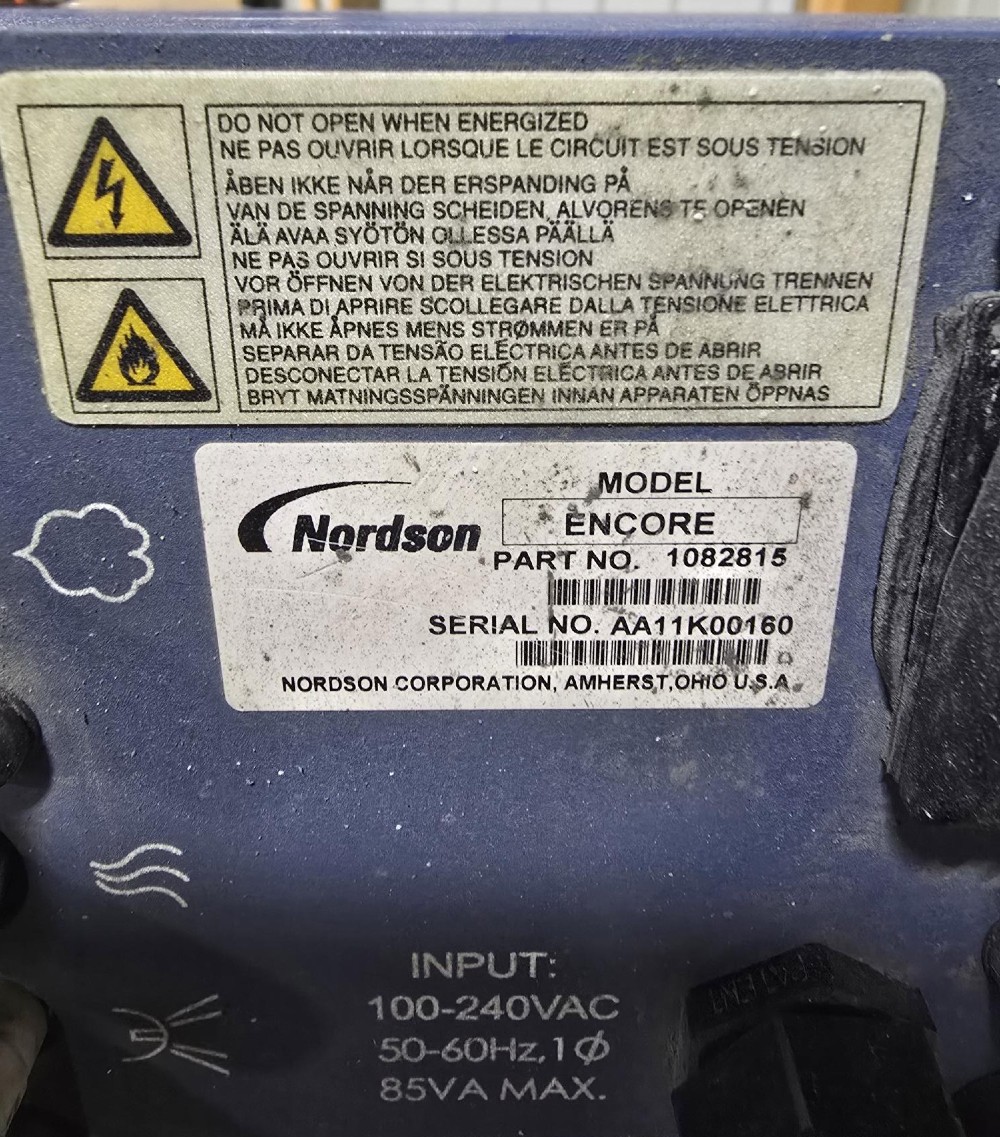 DO NOT OPEN WHEN ENERGIZED
NE PAS OUVRIR LORSQUE LE CIRCUIT EST SOUS TENSION
ÅBEN IKKE NÅR DER ERSPANDING PÅ
VAN DE SPANNING SCHEIDEN, ALVORENS TE OPENEN
ÄLÄ AVAA SYÖTÖN OLLESSA PÄÄLLÄ
NE PAS OUVRIR SI SOUS TENSION
VOR ÖFFNEN VON DER ELEKTRISCHEN SPANNUNG TRENNEN
PRIMA DI APRIRE SCOLLEGARE DALLA TENSIONE ELETTRICA
MÅ IKKE ÅPNES MENS STRØMMEN ER PÅ
SEPARAR DA TENSÃO ELÉCTRICA ANTES DE ABRIR
DESCONECTAR LA TENSIÓN ELÉCTRICA ANTES DE ABRIR
BRYT MATNINGSSPÄNNINGEN INNAN APPARATEN ÖPPNAS
Nordson
MODEL
ENCORE
PART NO. 1082815
SERIAL NO. AA11K00160
D
NORDSON CORPORATION, AMHERST, OHIO U.S.A.
INPUT:
100-240VAC
50-60Hz, 1Ø
85VA MAX.